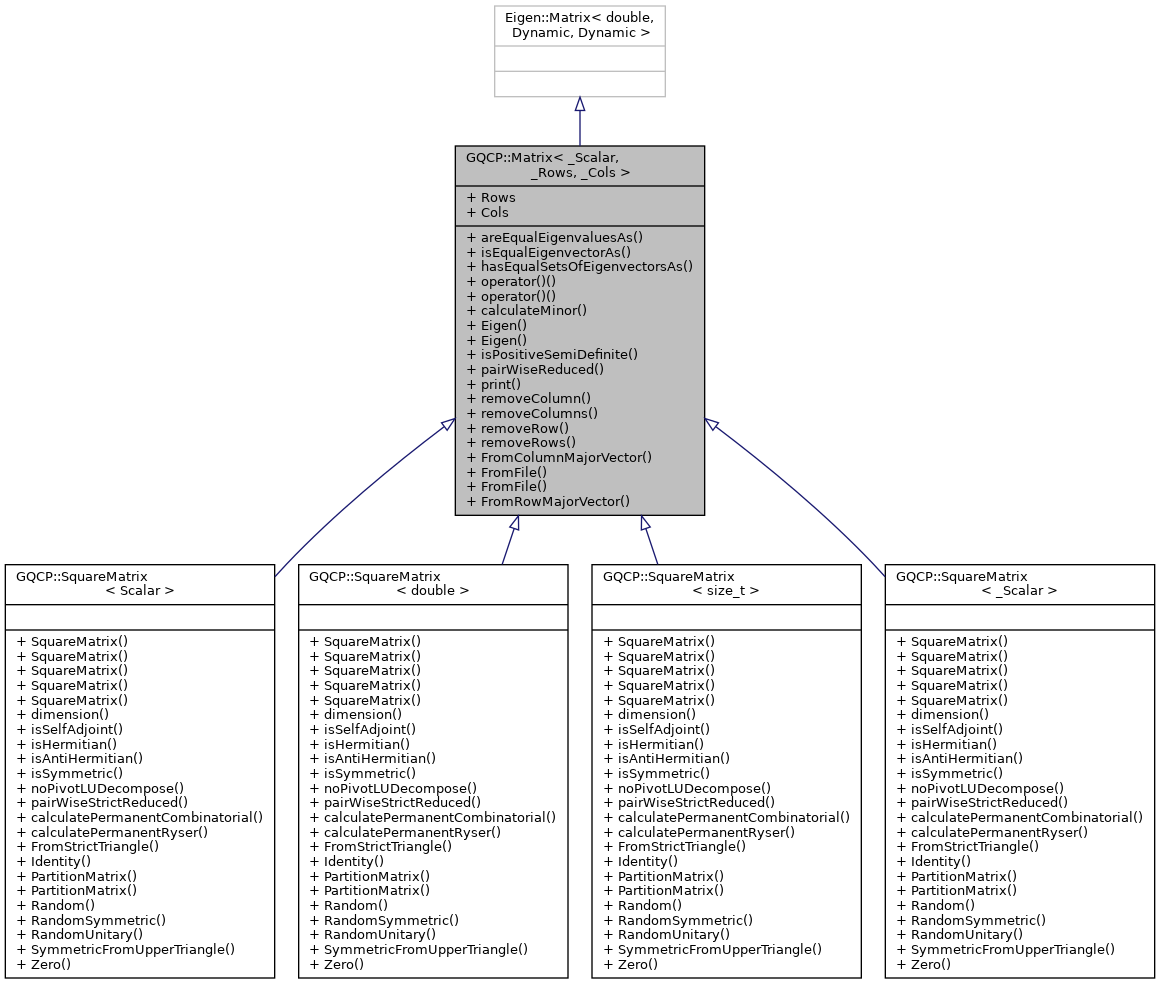 Eigen::Matrix< double,
Dynamic, Dynamic >
GQCP::Matrix< _Scalar,
_Rows, _Cols >
+ Rows
+ Cols
+ areEqualEigenvaluesAs()
+ isEqualEigenvectorAs()
+ hasEqualSetsOfEigenvectorsAs()
+ operator()()
+ operator()()
+ calculateMinor()
+ Eigen()
+ Eigen()
+ isPositiveSemiDefinite()
+ pairWiseReduced()
+ print()
+ removeColumn()
+ removeColumns()
+ removeRow()
+ removeRows()
+ FromColumnMajorVector()
+ FromFile()
+ FromFile()
+ FromRowMajorVector()
GQCP::SquareMatrix
< Scalar >
+ SquareMatrix()
+ SquareMatrix()
+ SquareMatrix()
+ SquareMatrix()
+ SquareMatrix()
+ dimension()
+ isSelfAdjoint()
+ isHermitian()
+ isAntiHermitian()
+ isSymmetric()
+ noPivotLUDecompose()
+ pairWiseStrictReduced()
+ calculatePermanentCombinatorial()
+ calculatePermanentRyser()
+ FromStrictTriangle()
+ Identity()
+ PartitionMatrix()
+ PartitionMatrix()
+ Random()
+ RandomSymmetric()
+ RandomUnitary()
+ SymmetricFromUpperTriangle()
+ Zero()
GQCP::SquareMatrix
< double >
+ SquareMatrix()
+ SquareMatrix()
+ SquareMatrix()
+ SquareMatrix()
+ SquareMatrix()
+ dimension()
+ isSelfAdjoint()
+ isHermitian()
+ isAntiHermitian()
+ isSymmetric()
+ noPivotLUDecompose()
+ pairWiseStrictReduced()
+ calculatePermanentCombinatorial()
+ calculatePermanentRyser()
+ FromStrictTriangle()
+ Identity()
+ PartitionMatrix()
+ PartitionMatrix()
+ Random()
+ RandomSymmetric()
+ RandomUnitary()
+ SymmetricFromUpperTriangle()
+ Zero()
GQCP::SquareMatrix
< size_t >
+ SquareMatrix()
+ SquareMatrix()
+ SquareMatrix()
+ SquareMatrix()
+ SquareMatrix()
+ dimension()
+ isSelfAdjoint()
+ isHermitian()
+ isAntiHermitian()
+ isSymmetric()
+ noPivotLUDecompose()
+ pairWiseStrictReduced()
+ calculatePermanentCombinatorial()
+ calculatePermanentRyser()
+ FromStrictTriangle()
+ Identity()
+ PartitionMatrix()
+ PartitionMatrix()
+ Random()
+ RandomSymmetric()
+ RandomUnitary()
+ SymmetricFromUpperTriangle()
+ Zero()
GQCP::SquareMatrix
< _Scalar >
+ SquareMatrix()
+ SquareMatrix()
+ SquareMatrix()
+ SquareMatrix()
+ SquareMatrix()
+ dimension()
+ isSelfAdjoint()
+ isHermitian()
+ isAntiHermitian()
+ isSymmetric()
+ noPivotLUDecompose()
+ pairWiseStrictReduced()
+ calculatePermanentCombinatorial()
+ calculatePermanentRyser()
+ FromStrictTriangle()
+ Identity()
+ PartitionMatrix()
+ PartitionMatrix()
+ Random()
+ RandomSymmetric()
+ RandomUnitary()
+ SymmetricFromUpperTriangle()
+ Zero()